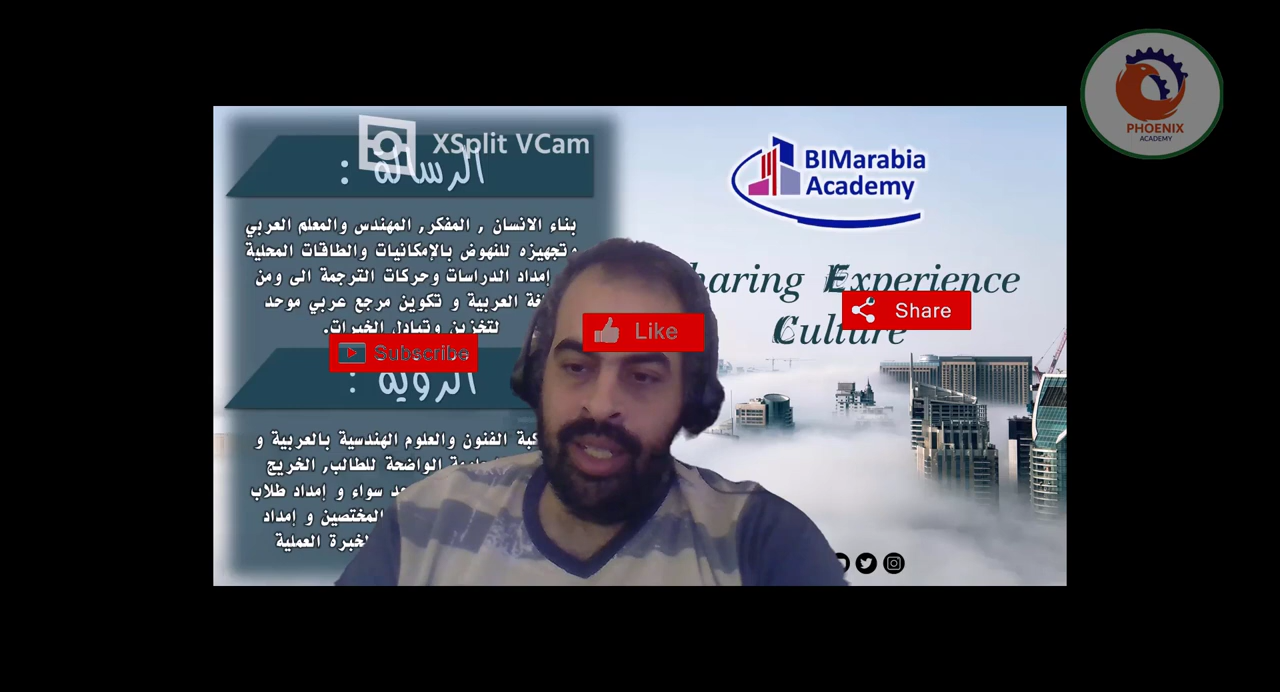 PHOENIX
ACADEMY
XSplit VCam
الرسالة :
بناء الانسان , المفكر, المهندس والمعلم العربي
وتجهيزه للنهوض بالإمكانيات والطاقات المحلية
إمداد الدراسات وحركات الترجمة الى ومن
العربية و تكوين مرجع عربي موحد
لتخزين وتبادل الخبرات.
BIMarabia
Academy
Experience
Culture
Share
Like
Subscribe
الرؤية :
الفنون والعلوم الهندسية بالعربية و
الواضحة للطالب, الخريج
سواء و إمداد طلاب
المختصين و إمداد
العملية